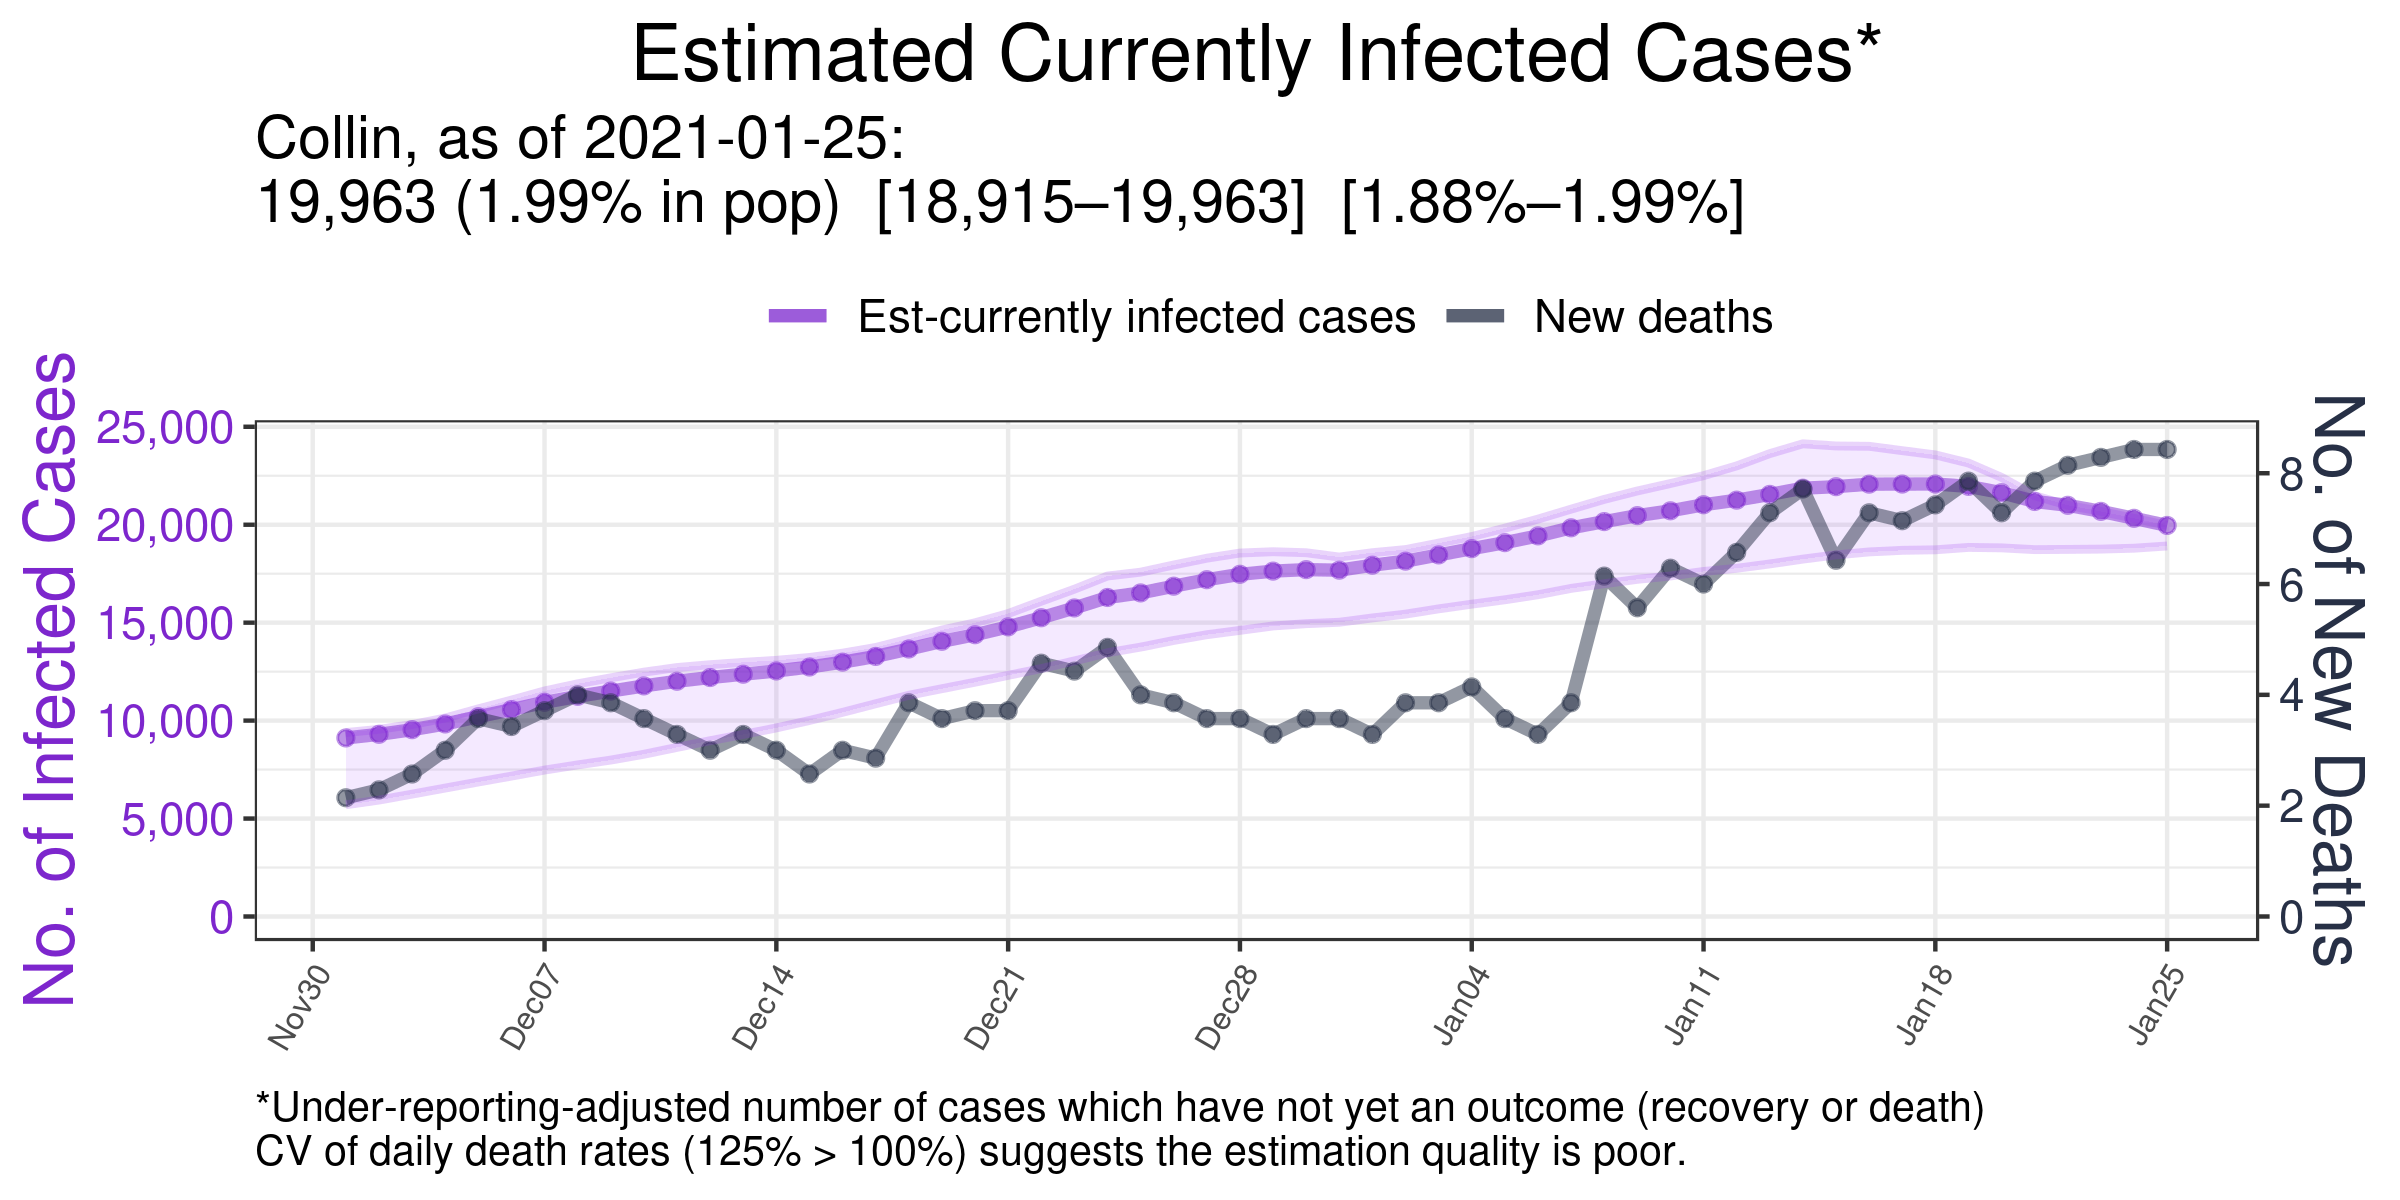 Estimated Currently Infected Cases*
Collin, as of 2021-01-25:
19,963 (1.99% in pop)  [18,915–19,963]  [1.88%–1.99%]
Est-currently infected cases
New deaths
No. of Infected Cases
25,000
20,000
15,000
10,000
5,000
0
No. of New Deaths
8
6
4
2
0
Nov30
Dec07
Dec14
Dec21
Dec28
Jan04
Jan11
Jan18
Jan25
*Under-reporting-adjusted number of cases which have not yet an outcome (recovery or death)
CV of daily death rates (125% > 100%) suggests the estimation quality is poor.